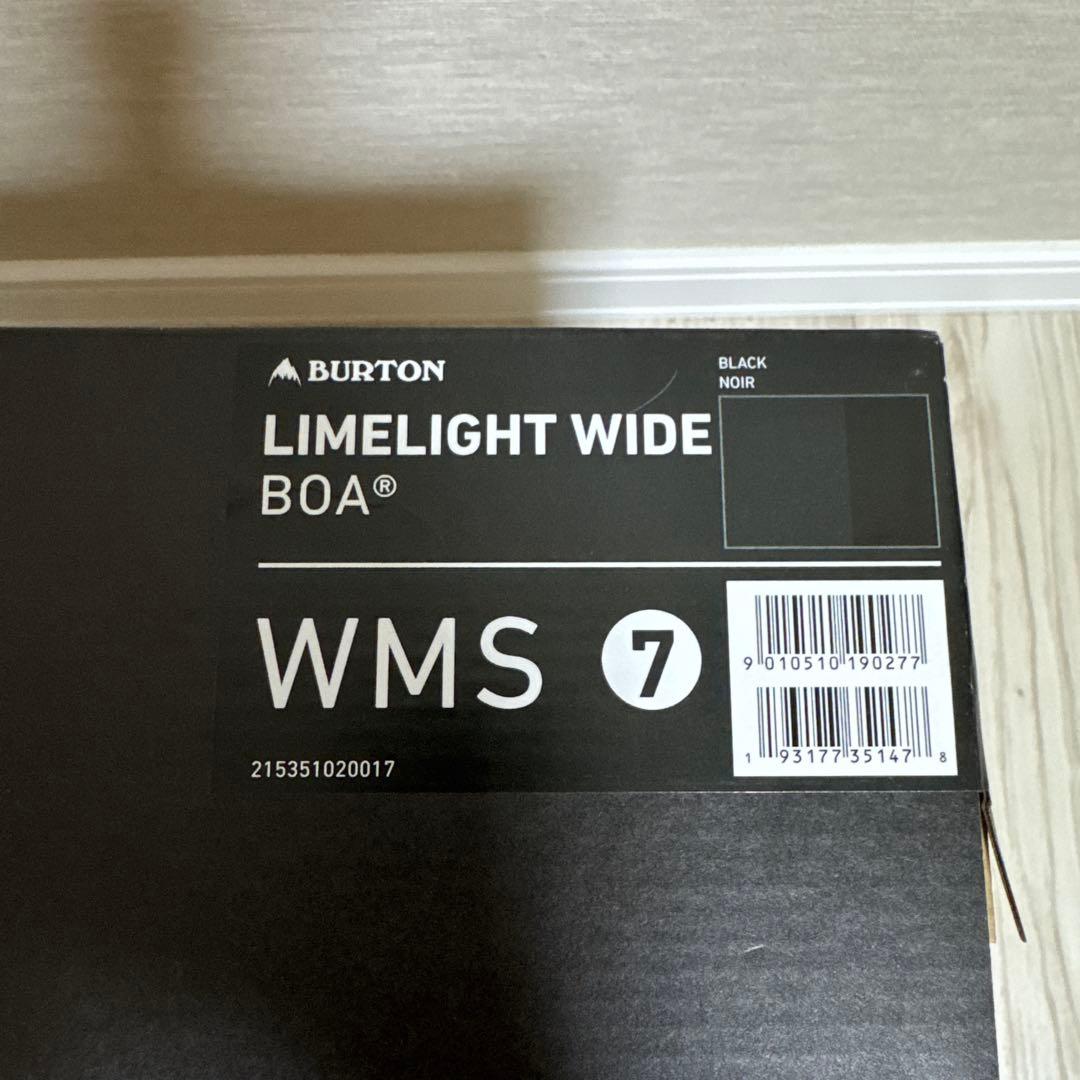 BURTON
LIMELIGHT WIDE
BOA®
BLACK
NOIR
WMS 7
9 010510 190277
1 93177 35147 8
215351020017